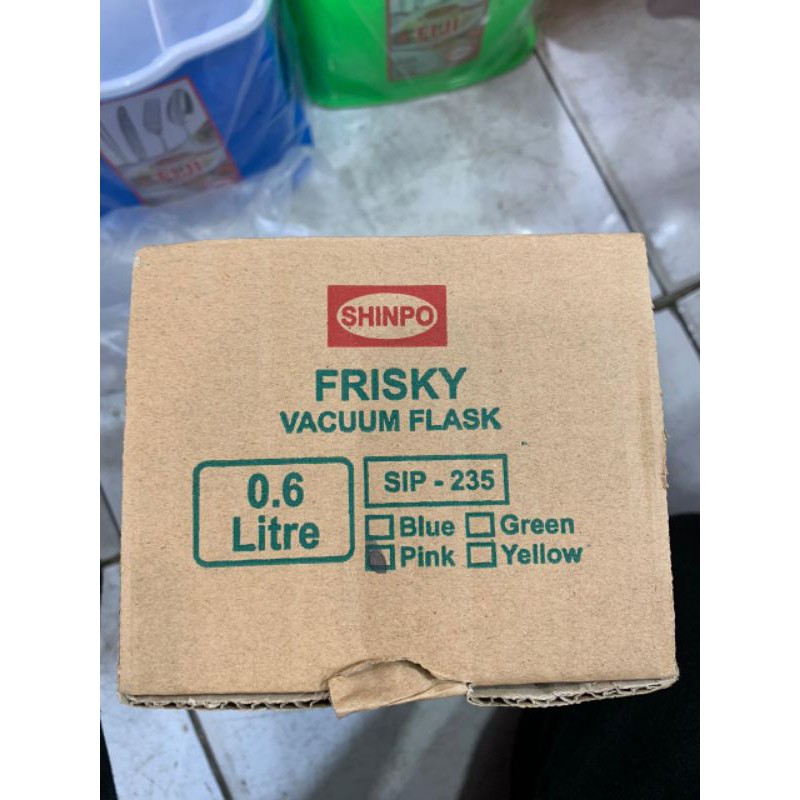 SHINPO
FRISKY
VACUUM FLASK
0.6
Litre
SIP - 235
Blue Green
Pink Yellow